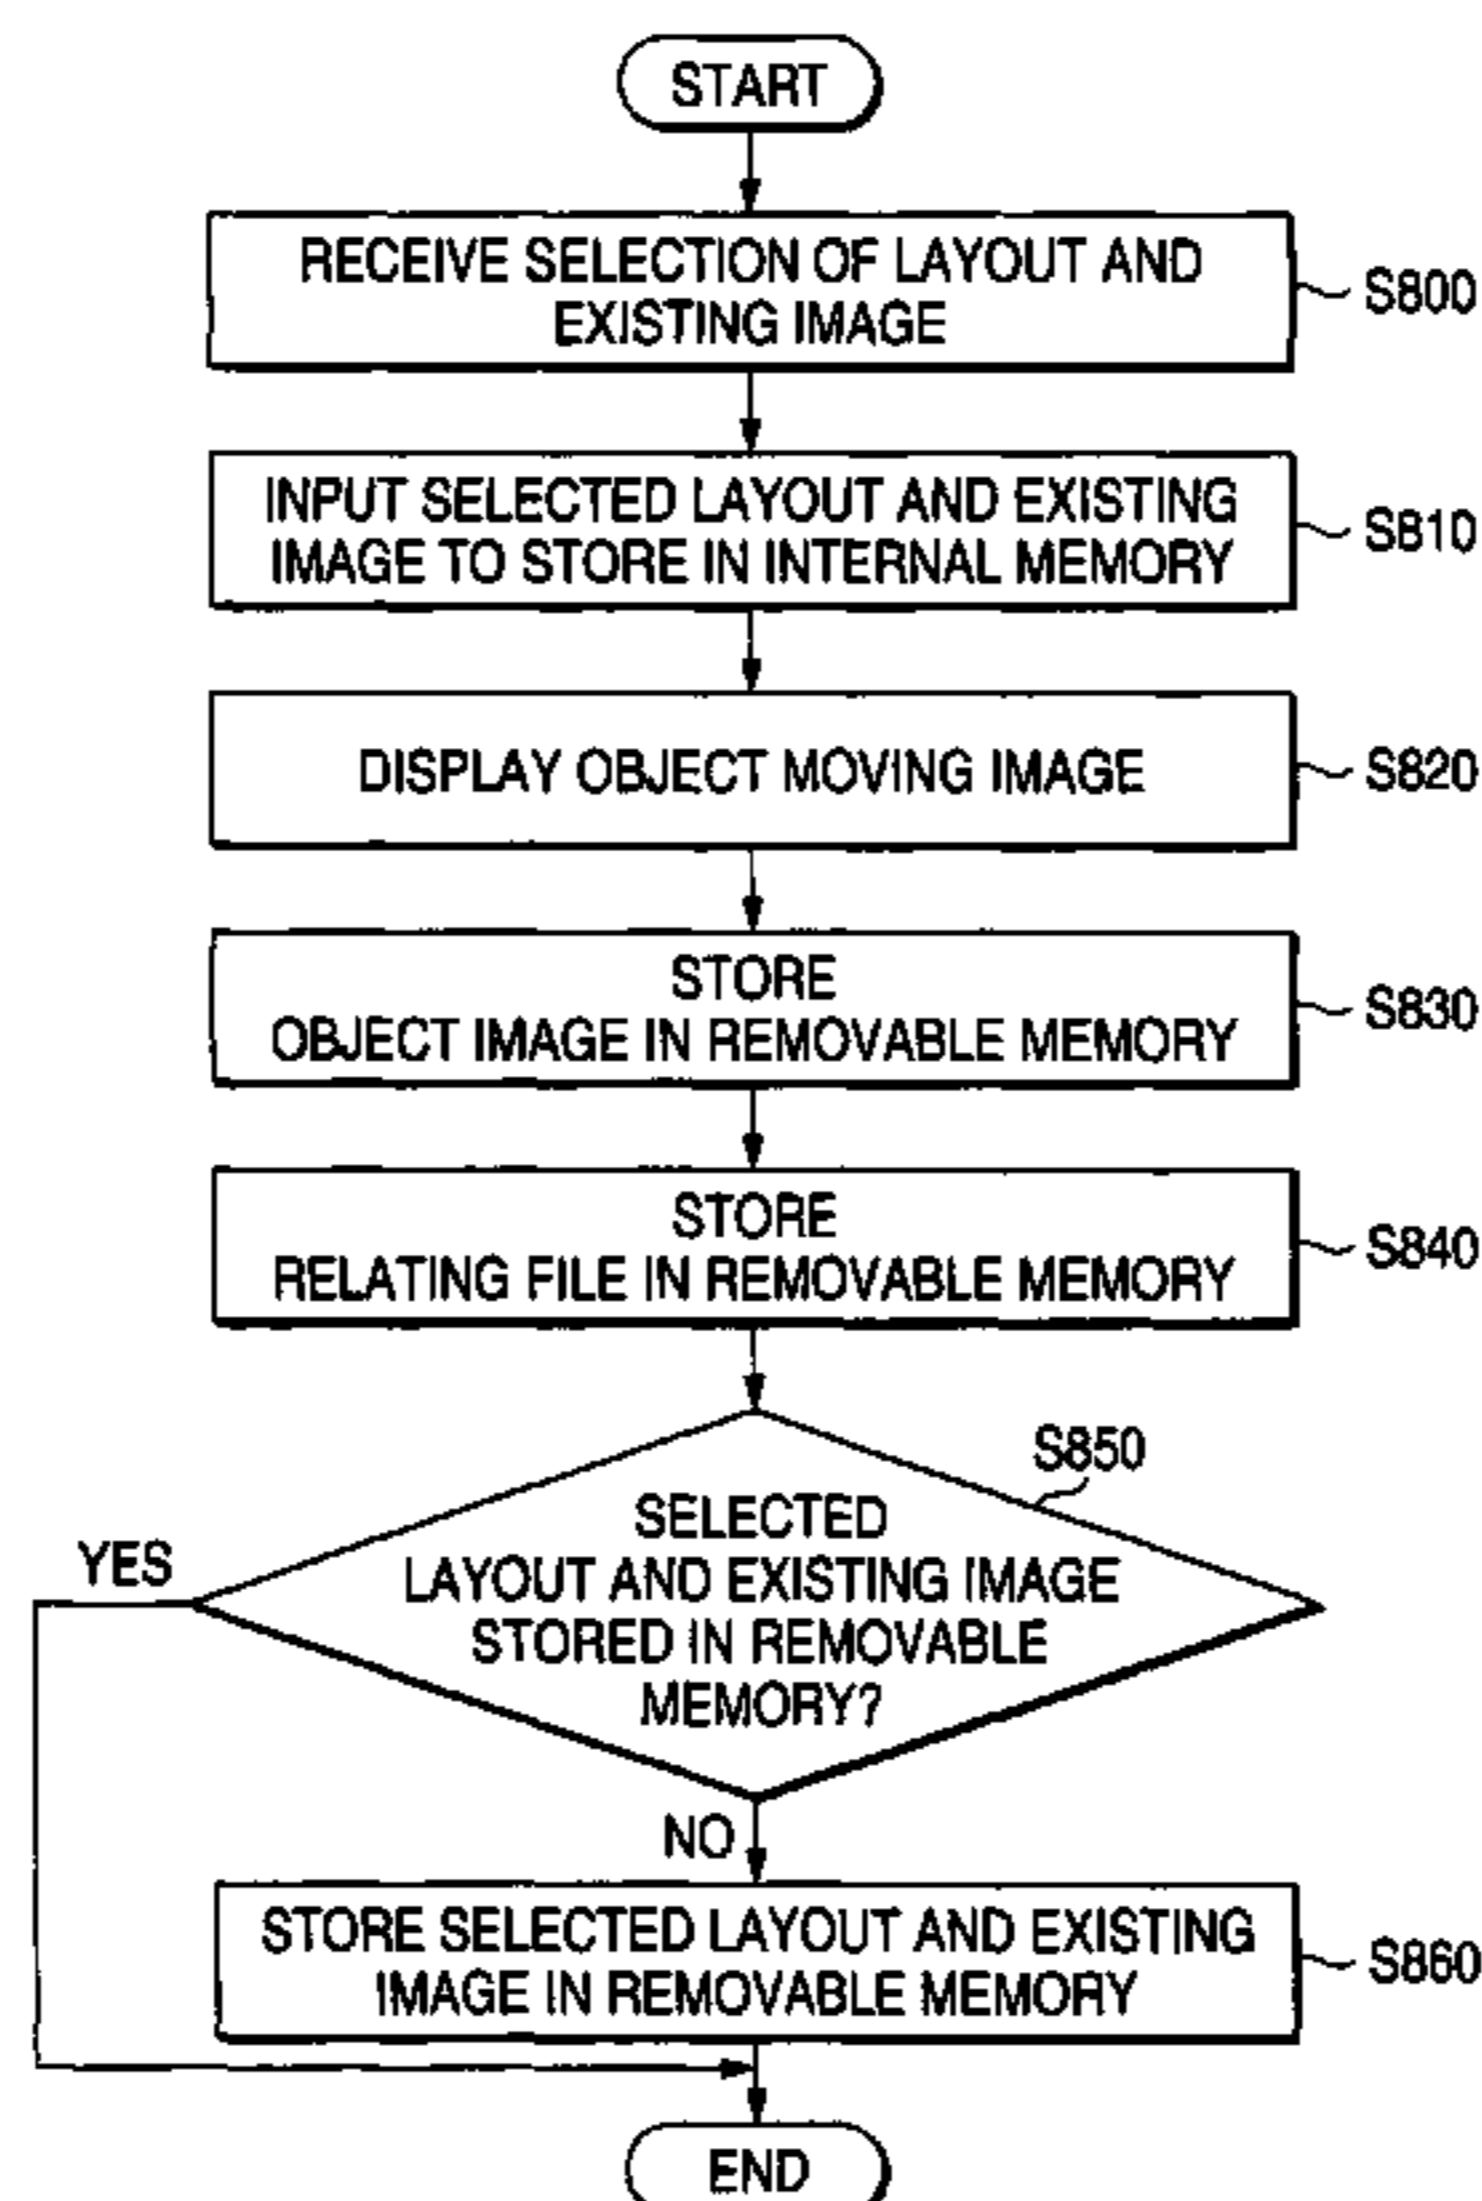 START
RECEIVE SELECTION OF LAYOUT AND
EXISTING IMAGE
S800
INPUT SELECTED LAYOUT AND EXISTING
IMAGE TO STORE IN INTERNAL MEMORY
S810
DISPLAY OBJECT MOVING IMAGE
S820
STORE
OBJECT IMAGE IN REMOVABLE MEMORY
S830
STORE
RELATING FILE IN REMOVABLE MEMORY
S840
S850
SELECTED
LAYOUT AND EXISTING IMAGE
STORED IN REMOVABLE
MEMORY?
YES
NO
STORE SELECTED LAYOUT AND EXISTING
IMAGE IN REMOVABLE MEMORY
S860
END